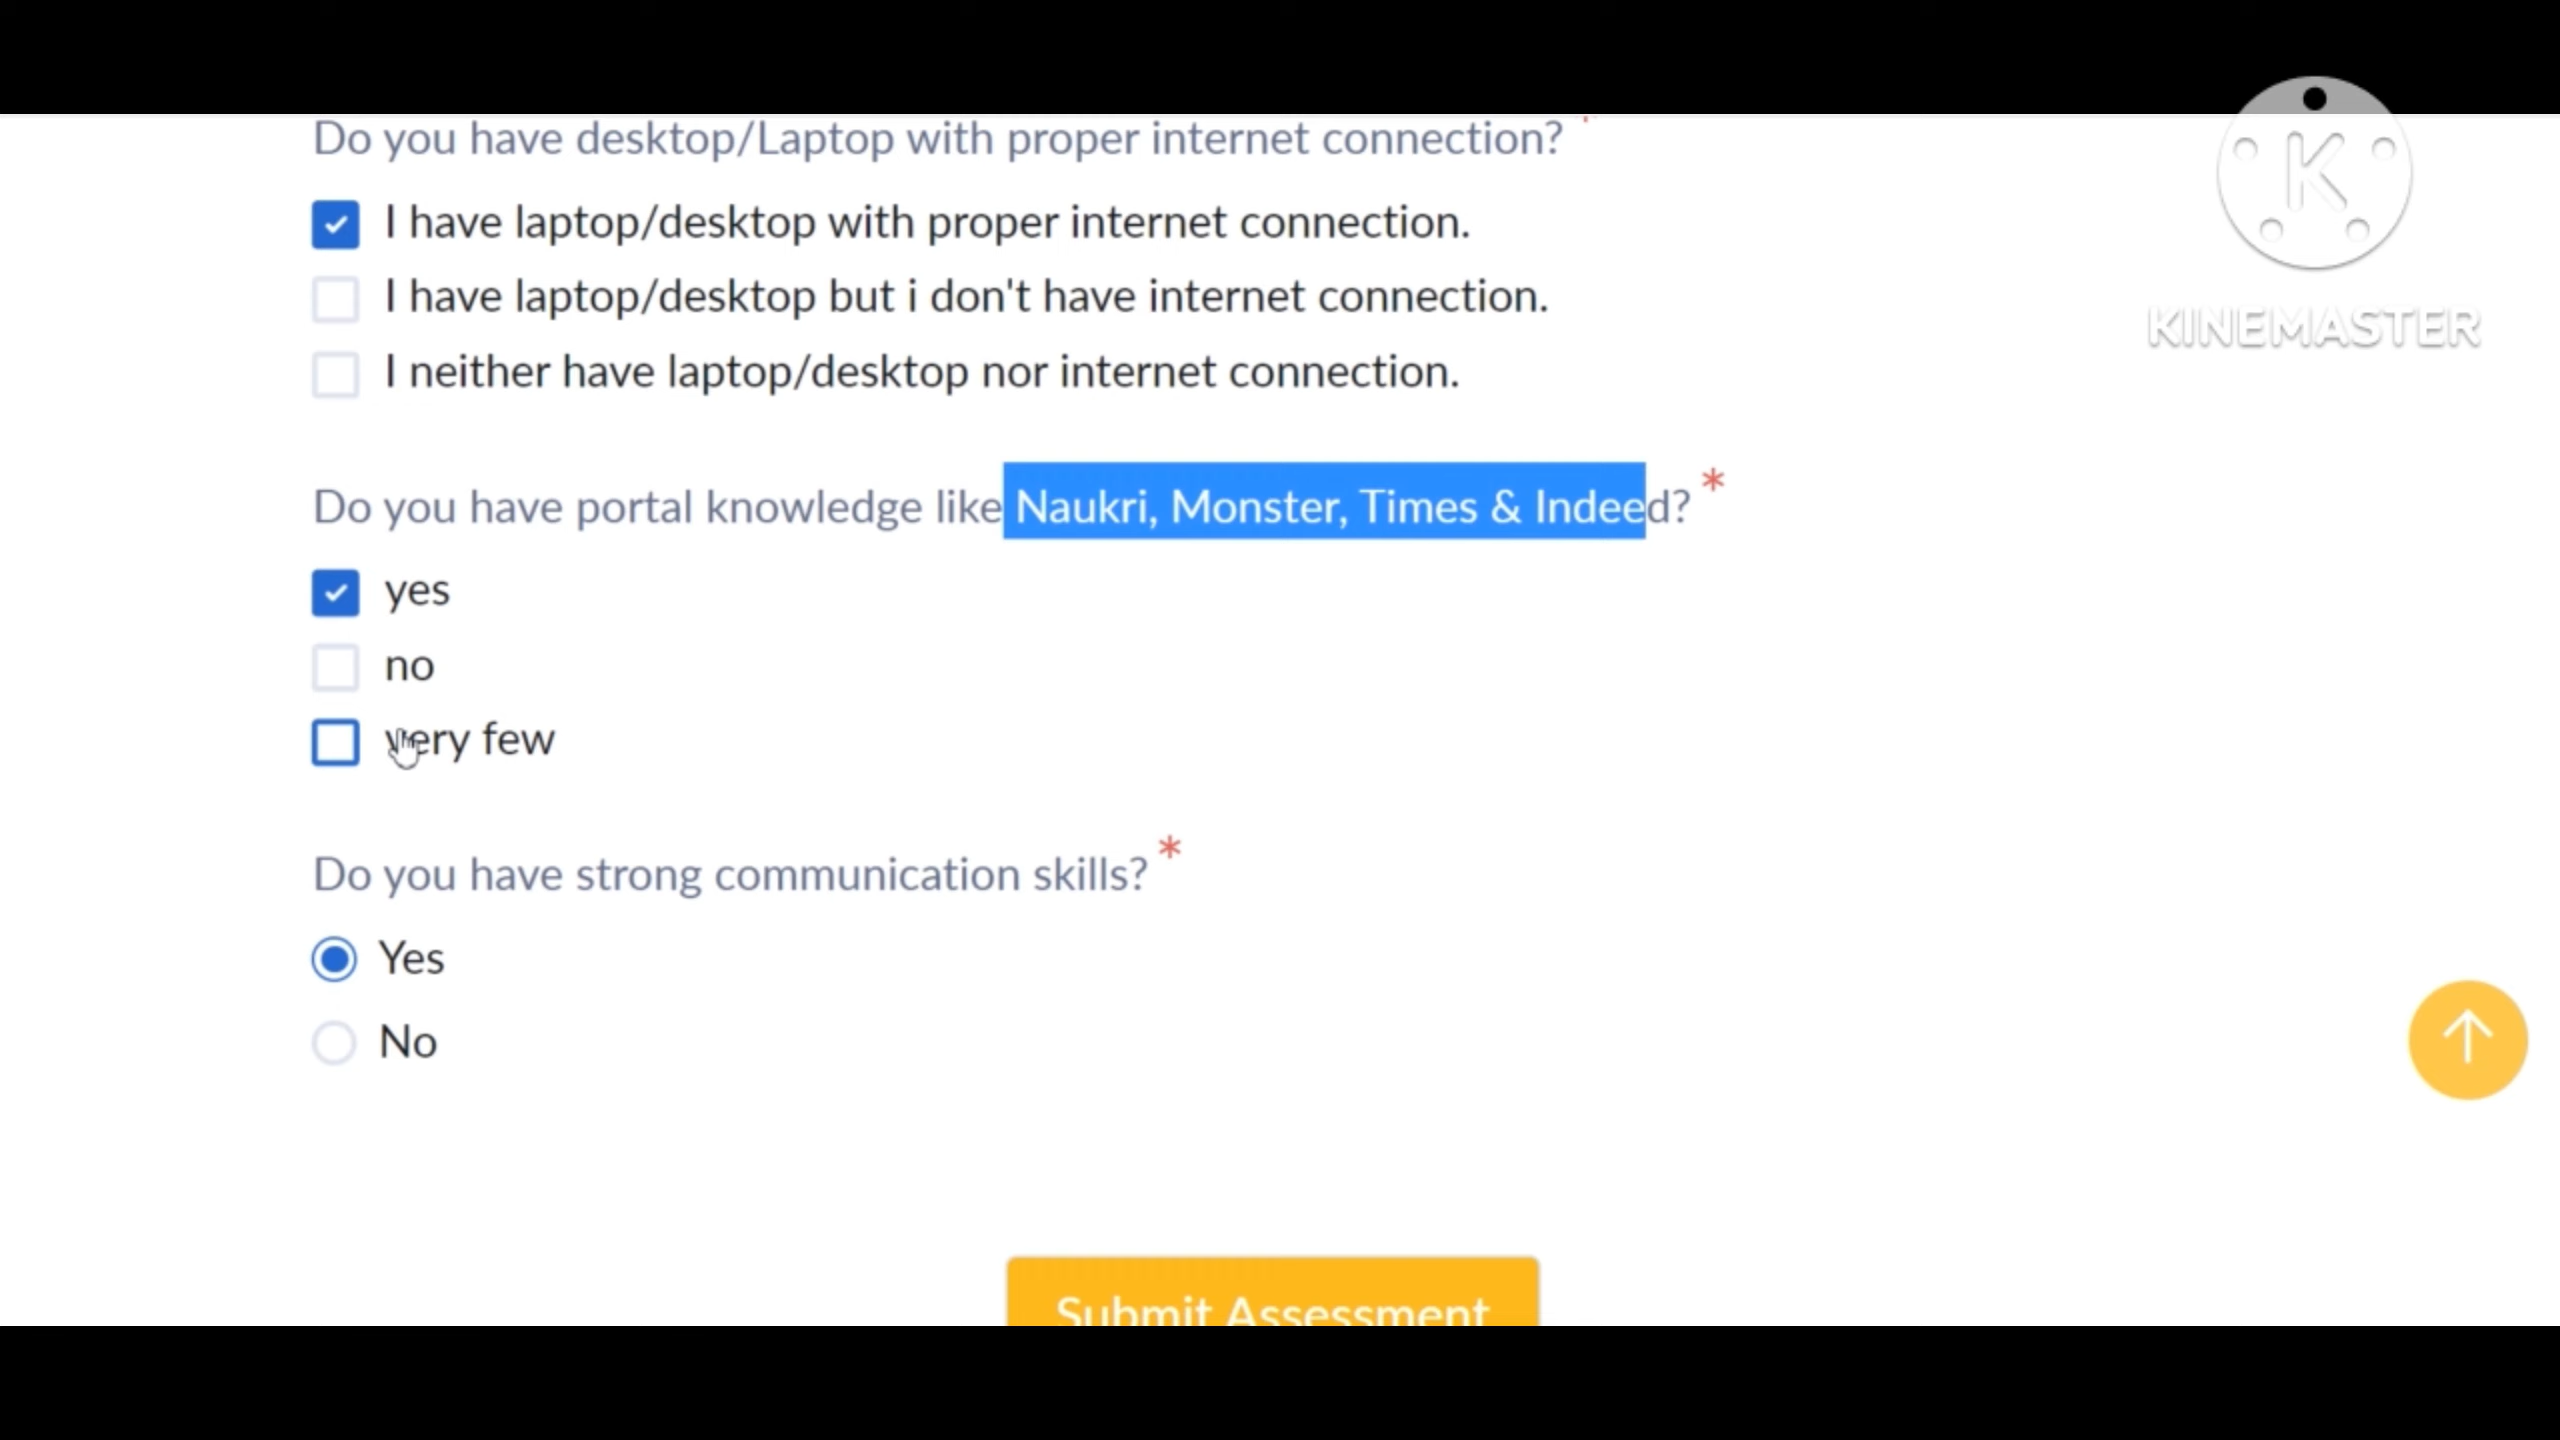 Do you have desktop/Laptop with proper internet connection? *
I have laptop/desktop with proper internet connection.
I have laptop/desktop but i don't have internet connection.
I neither have laptop/desktop nor internet connection.
Do you have portal knowledge like Naukri, Monster, Times & Indeed? *
yes
no
very few
Do you have strong communication skills? *
Yes
No
Submit Assessment
K
KINEMASTER